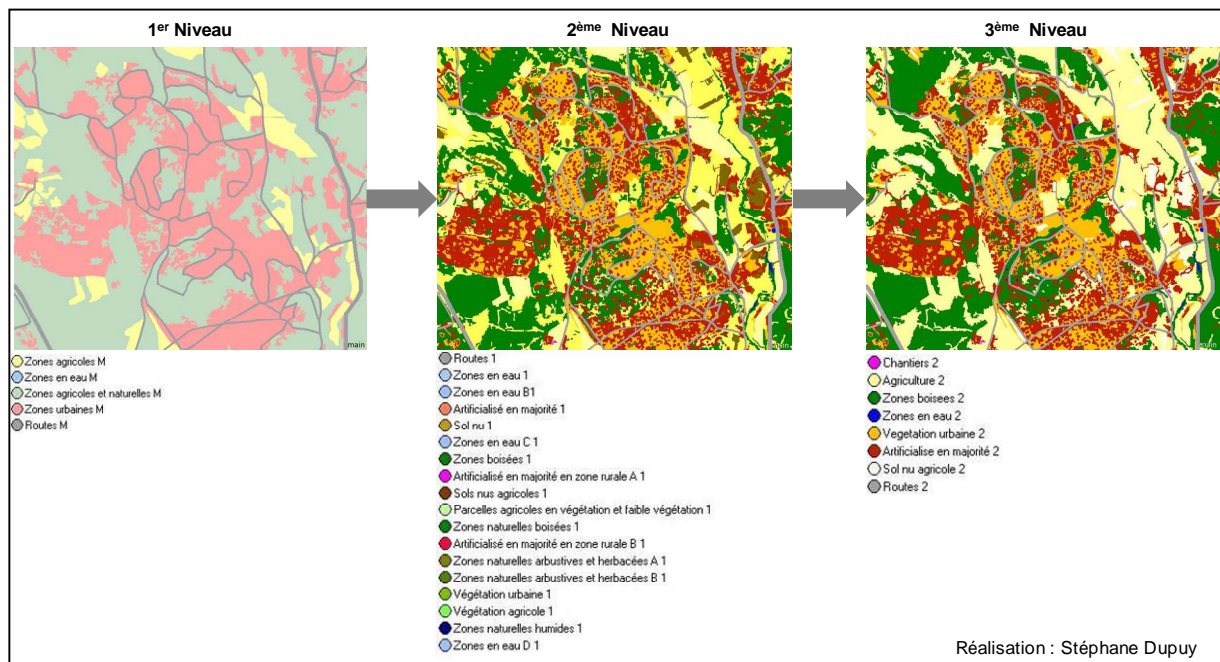 1er Niveau
2ème Niveau
3ème Niveau
main
main
main
Zones agricoles M
Zones en eau M
Zones agricoles et naturelles M
Zones urbaines M
Routes M
Routes 1
Zones en eau 1
Zones en eau B1
Artificialisé en majorité 1
Sol nu 1
Zones en eau C 1
Zones boisées 1
Artificialisé en majorité en zone rurale A 1
Sols nus agricoles 1
Parcelles agricoles en végétation et faible végétation 1
Zones naturelles boisées 1
Artificialisé en majorité en zone rurale B 1
Zones naturelles arbustives et herbacées A 1
Zones naturelles arbustives et herbacées B 1
Végétation urbaine 1
Végétation agricole 1
Zones naturelles humides 1
Zones en eau D 1
Chantiers 2
Agriculture 2
Zones boisees 2
Zones en eau 2
Vegetation urbaine 2
Artificialise en majorité 2
Sol nu agricole 2
Routes 2
Réalisation : Stéphane Dupuy